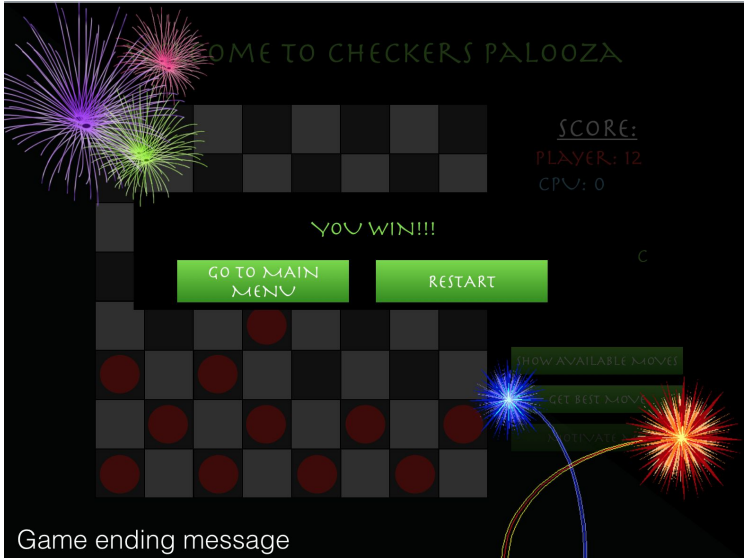 OME TO CHECKERS PALOOZA
SCORE:
PLAYER: 12
CPU: 0
YOU WIN!!!
GO TO MAIN
MENU
RESTART
C
SHOW AVAILABLE MOVES
GET BEST MOVE
Game ending message